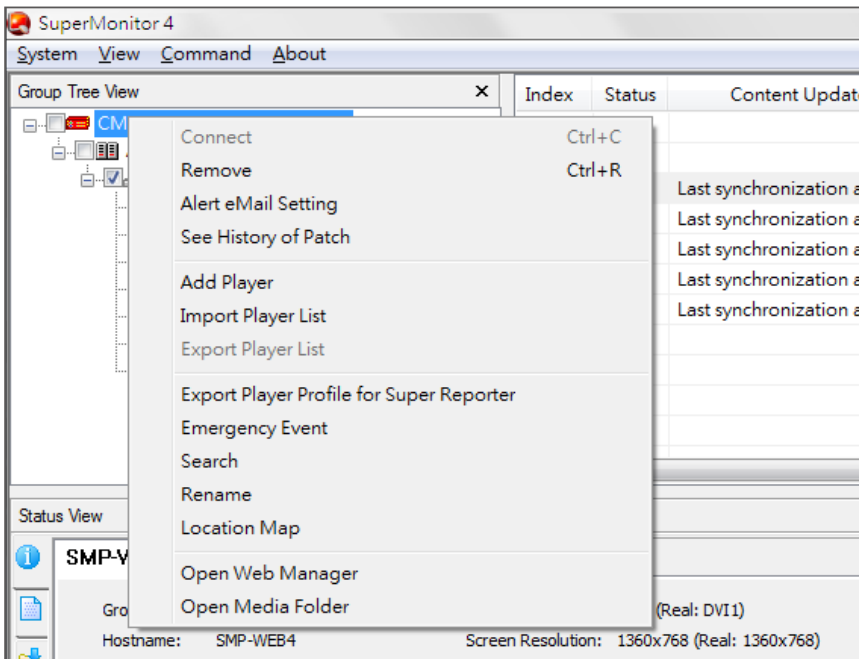 SuperMonitor 4
System View Command About
Group Tree View
Index Status Content Updat
CM
Connect Ctrl+C
Remove Ctrl+R
Alert eMail Setting
See History of Patch
Add Player
Import Player List
Export Player List
Export Player Profile for Super Reporter
Emergency Event
Search
Rename
Location Map
Open Web Manager
Open Media Folder
Last synchronization a
Last synchronization a
Last synchronization a
Last synchronization a
Last synchronization a
Status View
SMP-W
Gro (Real: DVI1)
Hostname: SMP-WEB4 Screen Resolution: 1360x768 (Real: 1360x768)